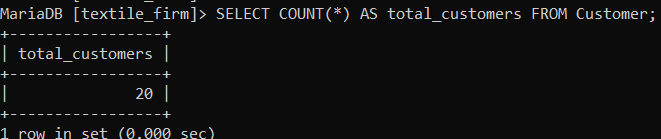 MariaDB [textile_firm]> SELECT COUNT(*) AS total_customers FROM Customer;
+-----------------+
| total_customers |
+-----------------+
|              20 |
+-----------------+
1 row in set (0.000 sec)